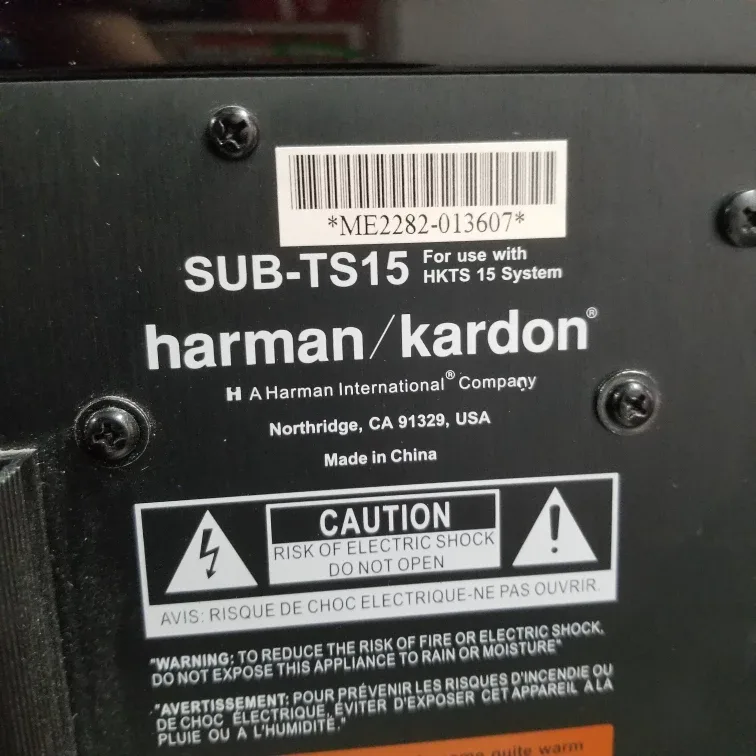 *ME2282-013607*
SUB-TS15 For use with
HKTS 15 System
harman/kardon®
H A Harman International® Company
Northridge, CA 91329, USA
Made in China
CAUTION
RISK OF ELECTRIC SHOCK
DO NOT OPEN
AVIS: RISQUE DE CHOC ELECTRIQUE-NE PAS OUVRIR.
"WARNING: TO REDUCE THE RISK OF FIRE OR ELECTRIC SHOCK,
DO NOT EXPOSE THIS APPLIANCE TO RAIN OR MOISTURE"
"AVERTISSEMENT: POUR PRÉVENIR LES RISQUES D'INCENDIE OU
DE CHOC ÉLECTRIQUE, ÉVITER D'EXPOSER CET APPAREIL A LA
PLUIE OU A L'HUMIDITÉ."
quite warm